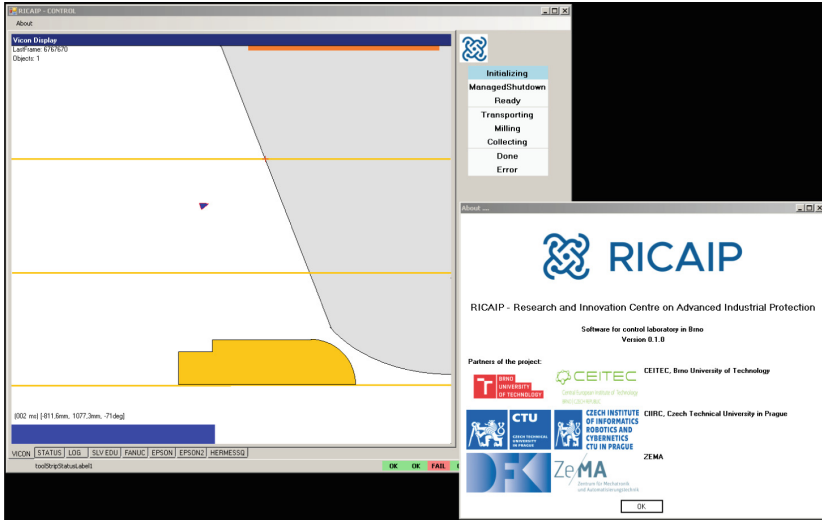 RICAIP - CONTROL
About
Vicon Display
LastFrame: 6767670
Objects: 1
Initializing
ManagedShutdown
Ready
Transporting
Milling
Collecting
Done
Error
[002 ms] [-811,6mm, 1077,3mm, -71deg]
VICON STATUS LOG SLV EDU FANUC EPSON EPSON2 HERMESSQ
toolStripStatusLabel1
OK OK FAIL
About ....
RICAIP
RICAIP - Research and Innovation Centre on Advanced Industrial Protection
Software for control laboratory in Brno
Version 0.1.0
Partners of the project:
BRNO
UNIVERSITY
OF TECHNOLOGY
CEITEC
Central European Institute of Technology
BRNO | CZECH REPUBLIC
CEITEC, Brno University of Technology
CTU
CZECH TECHNICAL
UNIVERSITY
IN PRAGUE
CZECH INSTITUTE
OF INFORMATICS
ROBOTICS AND
CYBERNETICS
CTU IN PRAGUE
CIIRC, Czech Technical University in Prague
DFK
ZeMA
Zentrum für Mechatronik
und Automatisierungstechnik
ZEMA
OK